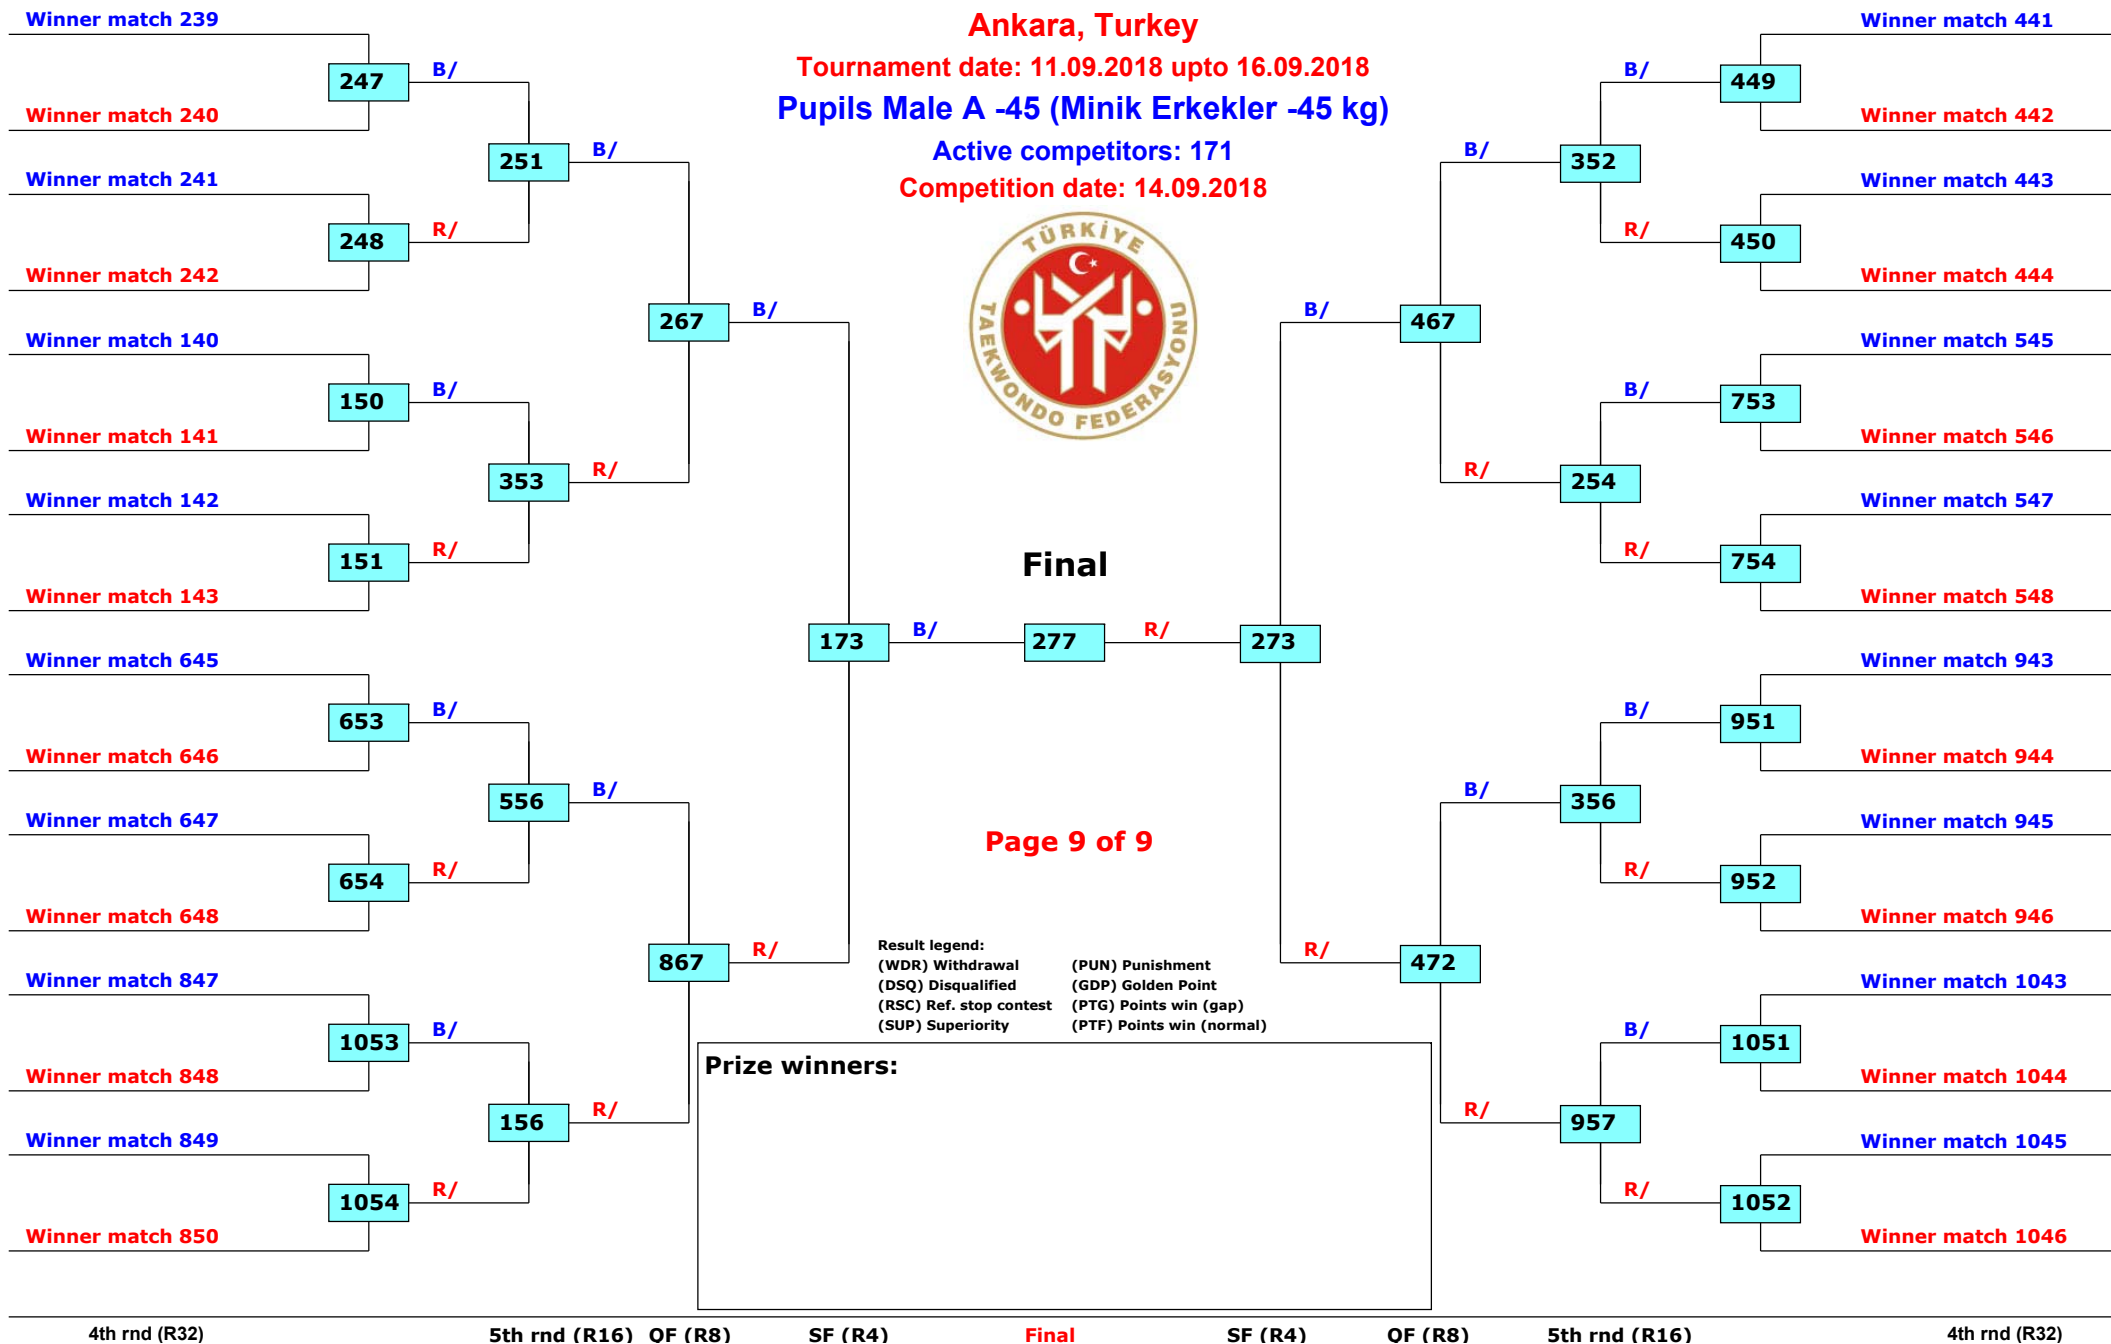 Ankara, Turkey
Tournament date: 11.09.2018 upto 16.09.2018
Pupils Male A -45 (Minik Erkekler -45 kg)
Active competitors: 171
Competition date: 14.09.2018
TÜRKİYE
TAEKWONDO FEDERASYONU
Winner match 239
247
B/
Winner match 240
251
B/
Winner match 241
248
R/
Winner match 242
267
B/
Winner match 140
150
B/
Winner match 141
353
R/
Winner match 142
151
R/
Winner match 143
173
B/
Winner match 645
653
B/
Winner match 646
556
B/
Winner match 647
654
R/
Winner match 648
867
R/
Winner match 847
1053
B/
Winner match 848
156
R/
Winner match 849
1054
R/
Winner match 850
Final
277
R/
273
Winner match 441
B/
449
Winner match 442
B/
352
Winner match 443
R/
450
Winner match 444
B/
467
Winner match 545
B/
753
Winner match 546
R/
254
Winner match 547
R/
754
Winner match 548
Winner match 943
B/
951
Winner match 944
B/
356
Winner match 945
R/
952
Winner match 946
R/
472
Winner match 1043
B/
1051
Winner match 1044
R/
957
Winner match 1045
R/
1052
Winner match 1046
Page 9 of 9
Result legend:
(WDR) Withdrawal (PUN) Punishment
(DSQ) Disqualified (GDP) Golden Point
(RSC) Ref. stop contest (PTG) Points win (gap)
(SUP) Superiority (PTF) Points win (normal)
Prize winners:
4th rnd (R32) 5th rnd (R16) QF (R8) SF (R4) Final SF (R4) QF (R8) 5th rnd (R16) 4th rnd (R32)